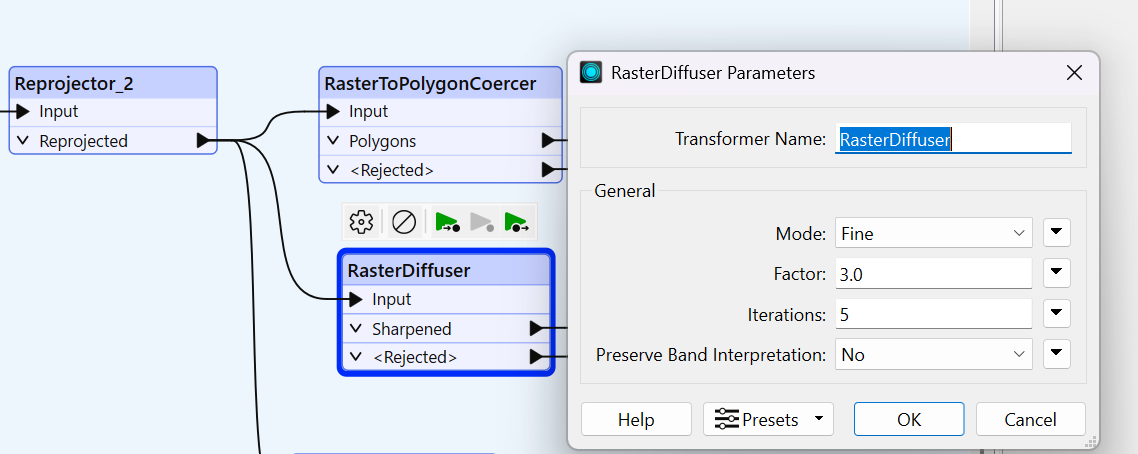 Reprojector_2
Input
Reprojected
RasterToPolygonCoercer
Input
Polygons
<Rejected>
RasterDiffuser
Input
Sharpened
<Rejected>
RasterDiffuser Parameters
Transformer Name: RasterDiffuser
General
Mode: Fine
Factor: 3.0
Iterations: 5
Preserve Band Interpretation: No
Help Presets OK Cancel